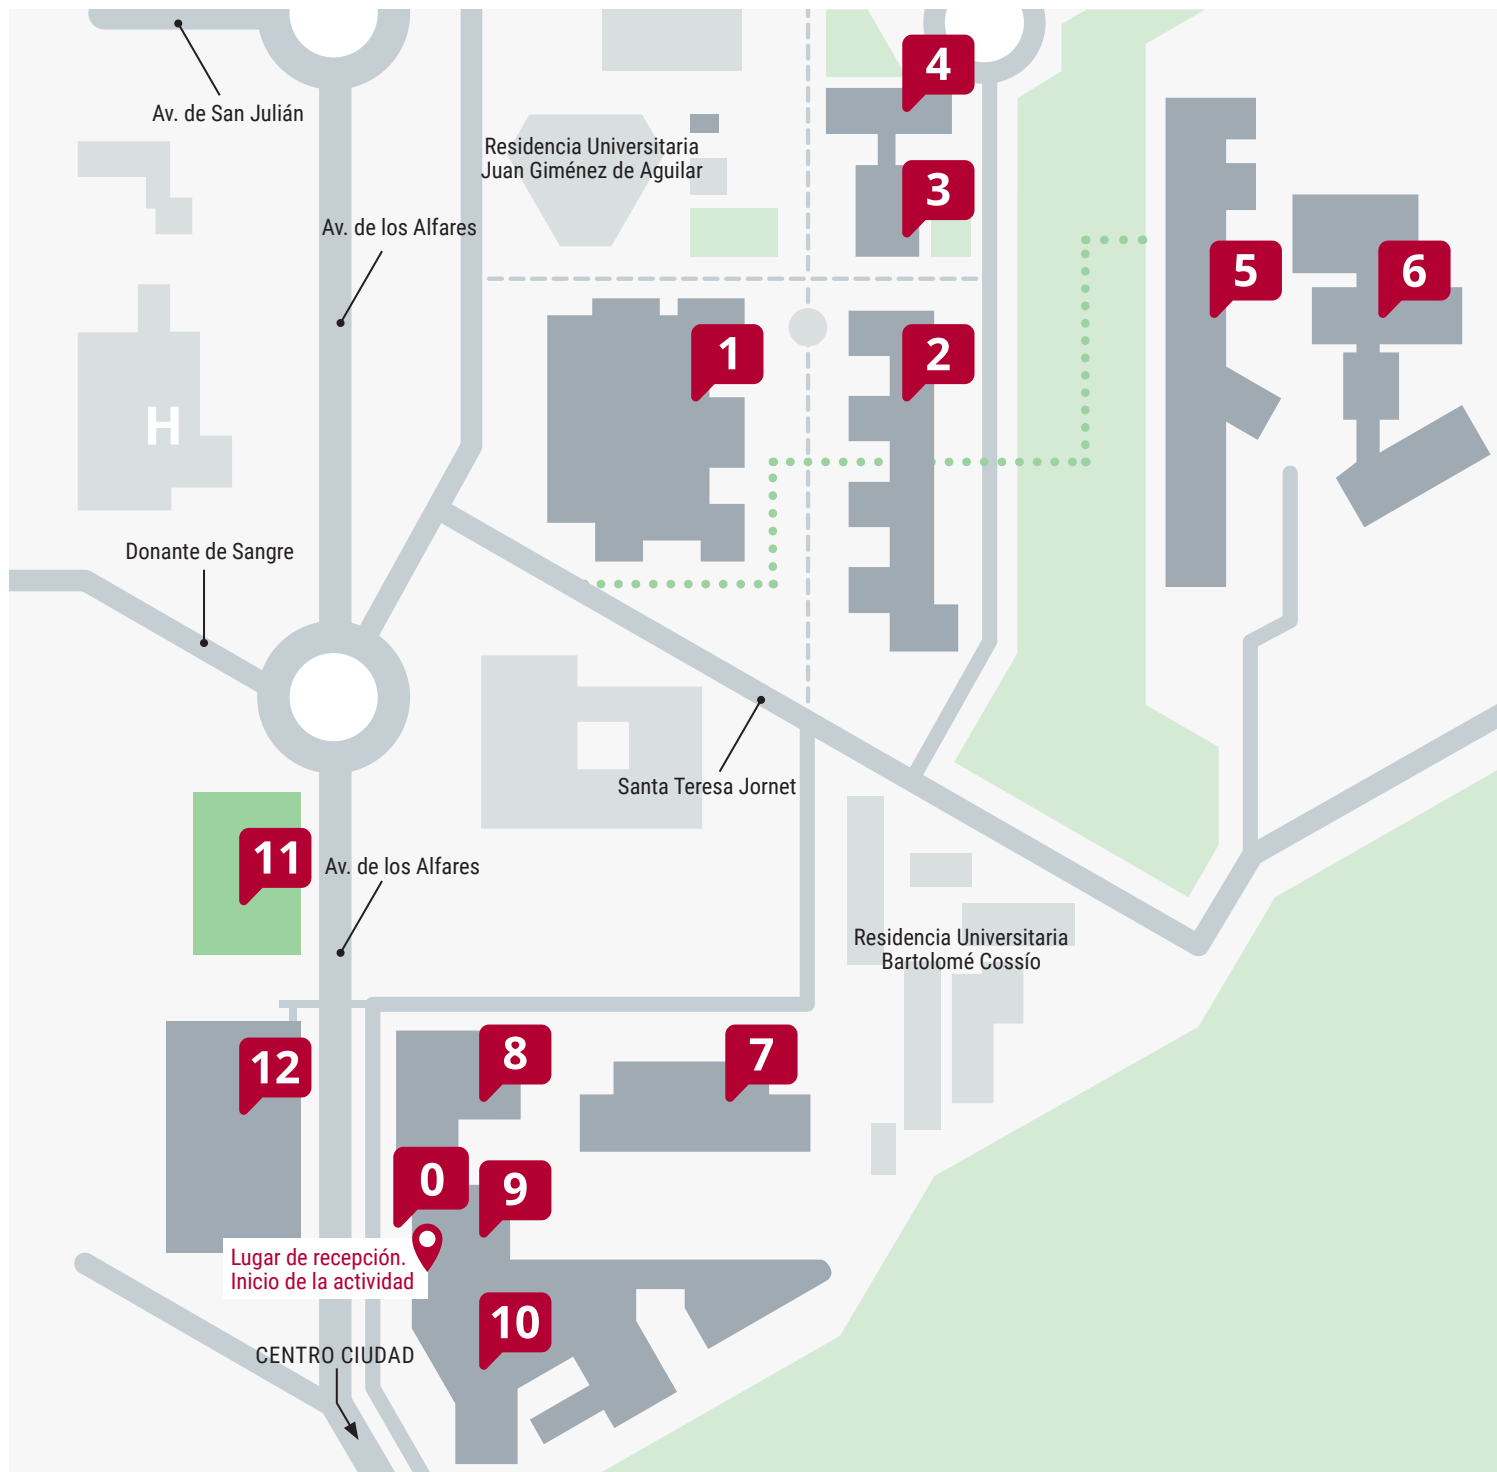 4
Av. de San Julián
Residencia Universitaria
Juan Giménez de Aguilar
3
Av. de los Alfares
5
6
1
2
H
Donante de Sangre
Santa Teresa Jornet
11
Av. de los Alfares
Residencia Universitaria
Bartolomé Cossío
8
7
12
0
9
Lugar de recepción.
Inicio de la actividad
10
CENTRO CIUDAD